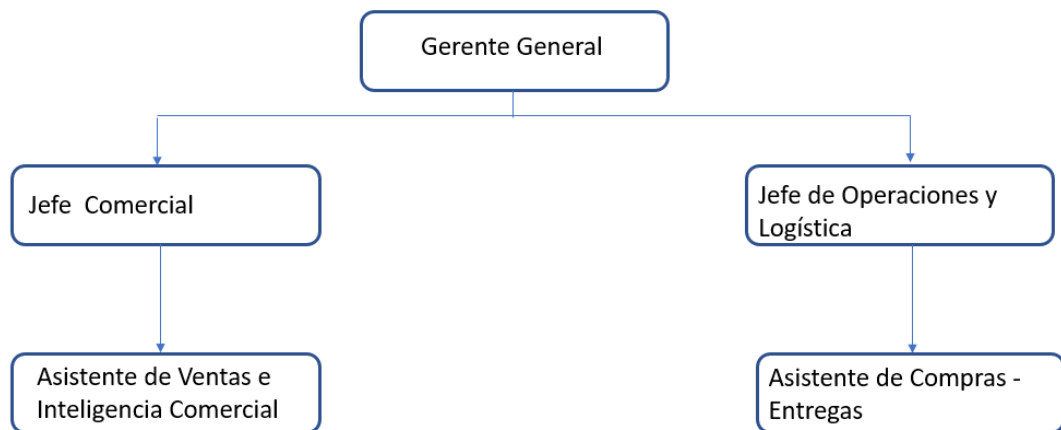 Gerente General
Jefe Comercial
Jefe de Operaciones y
Logística
Asistente de Ventas e
Inteligencia Comercial
Asistente de Compras -
Entregas